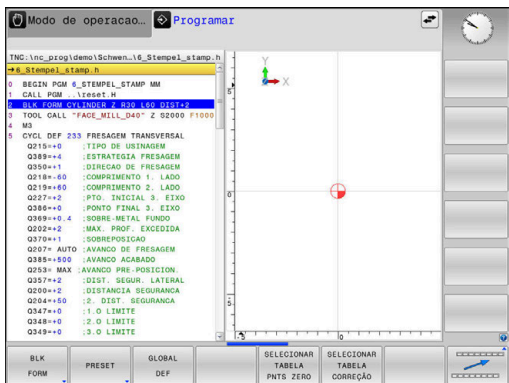 Modo de operacao...
Programar
TNC:\nc_prog\demo\Schwen…\6_Stempel_stamp.h
→6_Stempel_stamp.h
0 BEGIN PGM 6_STEMPEL_STAMP MM
1 CALL PGM ..\reset.H
2 BLK FORM CYLINDER Z R30 L60 DIST+2
3 TOOL CALL "FACE_MILL_D40" Z S2000 F1000
4 M3
5 CYCL DEF 233 FRESAGEM TRANSVERSAL
Q215=+0 ;TIPO DE USINAGEM
Q389=+4 ;ESTRATEGIA FRESAGEM
Q350=+1 ;DIRECAO DE FRESAGEM
Q218=-60 ;COMPRIMENTO 1. LADO
Q219=+60 ;COMPRIMENTO 2. LADO
Q227=+2 ;PTO. INICIAL 3. EIXO
Q386=+0 ;PONTO FINAL 3. EIXO
Q369=+0.4 ;SOBRE-METAL FUNDO
Q202=+2 ;MAX. PROF. EXCEDIDA
Q370=+1 ;SOBREPOSICAO
Q207= AUTO ;AVANCO DE FRESAGEM
Q385=+500 ;AVANCO ACABADO
Q253= MAX ;AVANCO PRE-POSICION.
Q357=+2 ;DIST. SEGUR. LATERAL
Q200=+2 ;DISTANCIA SEGURANCA
Q204=+50 ;2. DIST. SEGURANCA
Q347=+0 ;1.O LIMITE
Q348=+0 ;2.O LIMITE
Q349=+0 ;3.O LIMITE
Y
X
5
0
-5
-5
0
BLK FORM
PRESET
GLOBAL DEF
SELECIONAR TABELA PNTS ZERO
SELECIONAR TABELA CORREÇÃO